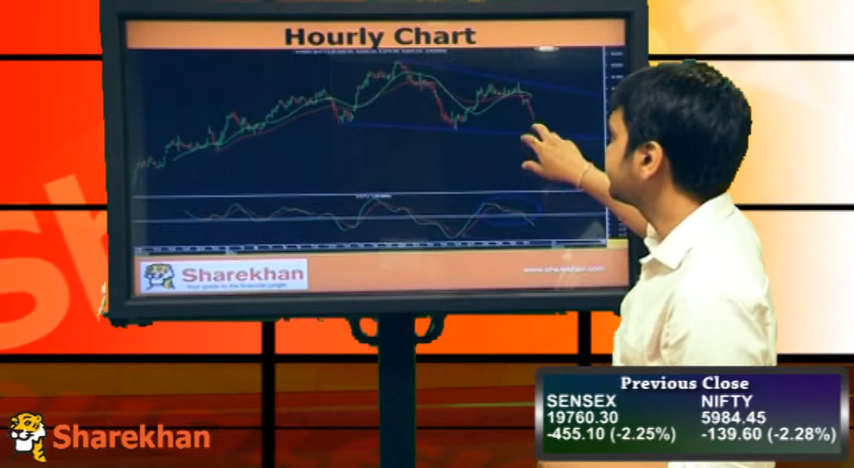 Hourly Chart
Sharekhan
Your guide to the financial jungle
www.sharekhan.com
Previous Close
SENSEX NIFTY
19760.30 5984.45
-455.10 (-2.25%) -139.60 (-2.28%)
Sharekhan